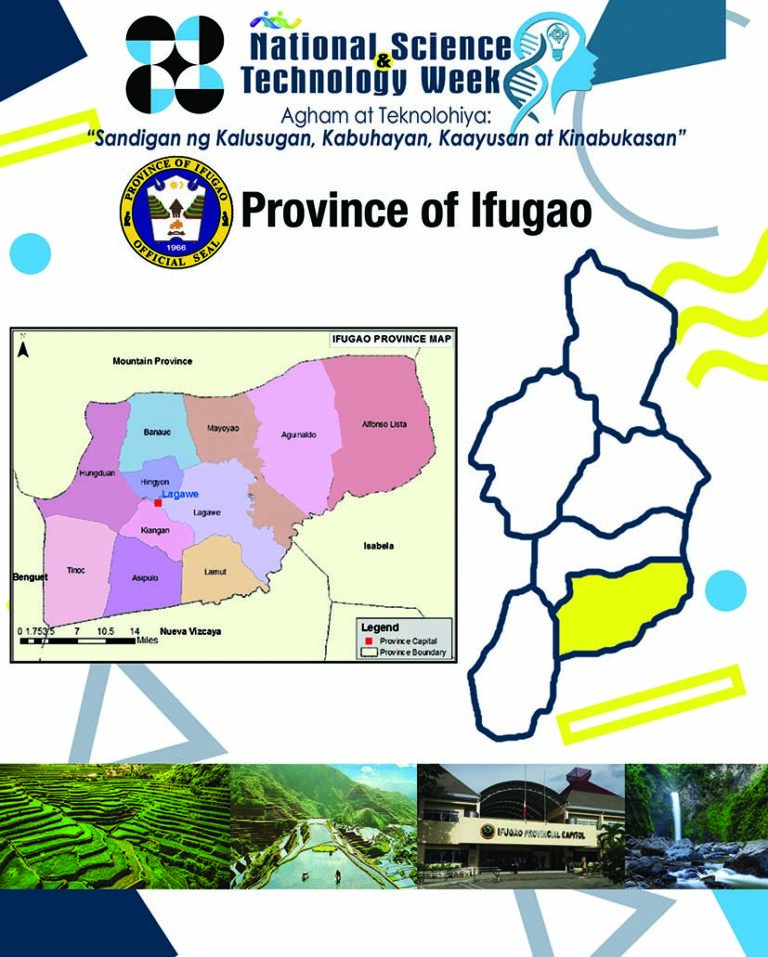 National Science
&
Technology Week
Agham at Teknolohiya:
“Sandigan ng Kalusugan, Kabuhayan, Kaayusan at Kinabukasan”
PROVINCE OF IFUGAO
1966
OFFICIAL SEAL
Province of Ifugao
N
IFUGAO PROVINCE MAP
Mountain Province
Banaue
Mayoyao
Aguinaldo
Alfonso Lista
Hungduan
Hingyon
Lagawe
Lagawe
Kiangan
Isabela
Tinoc
Benguet
Asipulo
Lamut
Nueva Vizcaya
0 1.75 3.5 7 10.5 14
Miles
Legend
Province Capital
Province Boundary
IFUGAO PROVINCIAL CAPITOL